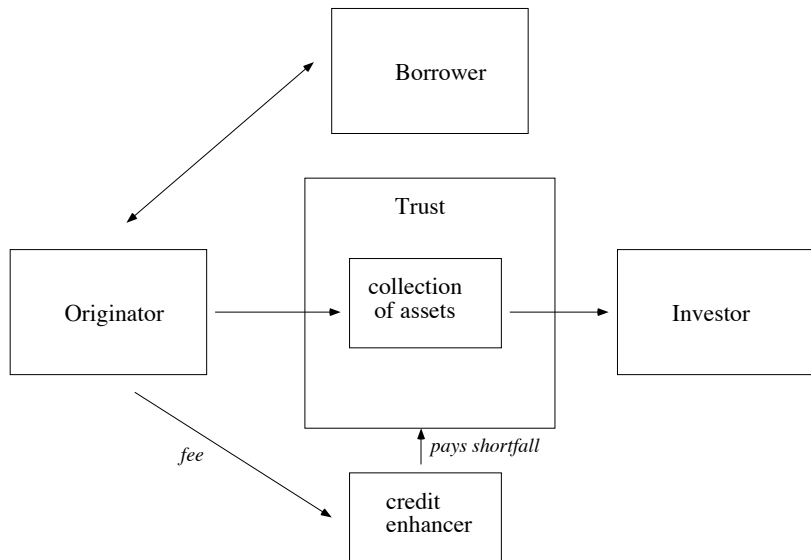 Borrower
Trust
collection
of assets
Originator
Investor
fee
pays shortfall
credit
enhancer